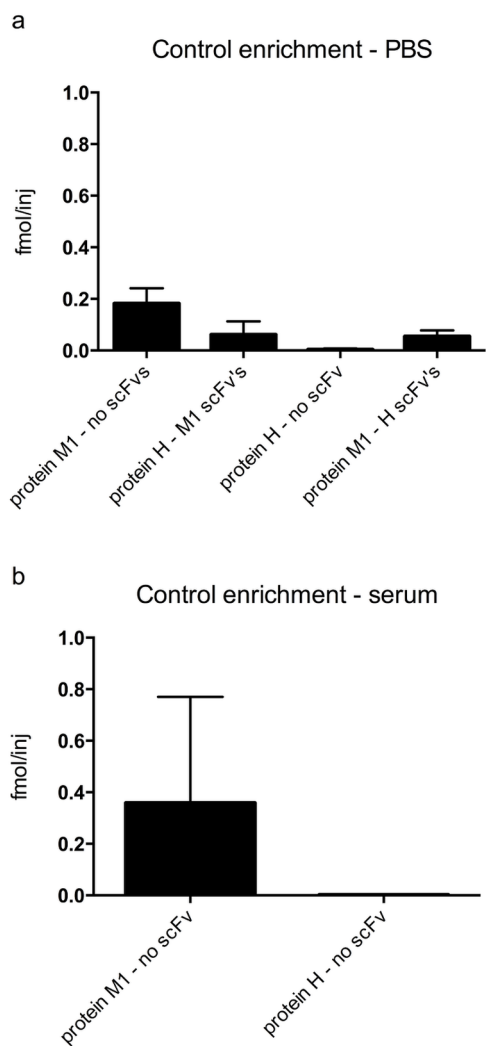 a
Control enrichment - PBS
1.0
0.8
0.6
0.4
0.2
0.0
fmol/inj
protein M1 - no scFvs
protein H - M1 scFv's
protein H - no scFv
protein M1 - H scFv's
b
Control enrichment - serum
1.0
0.8
0.6
0.4
0.2
0.0
fmol/inj
protein M1 - no scFv
protein H - no scFv